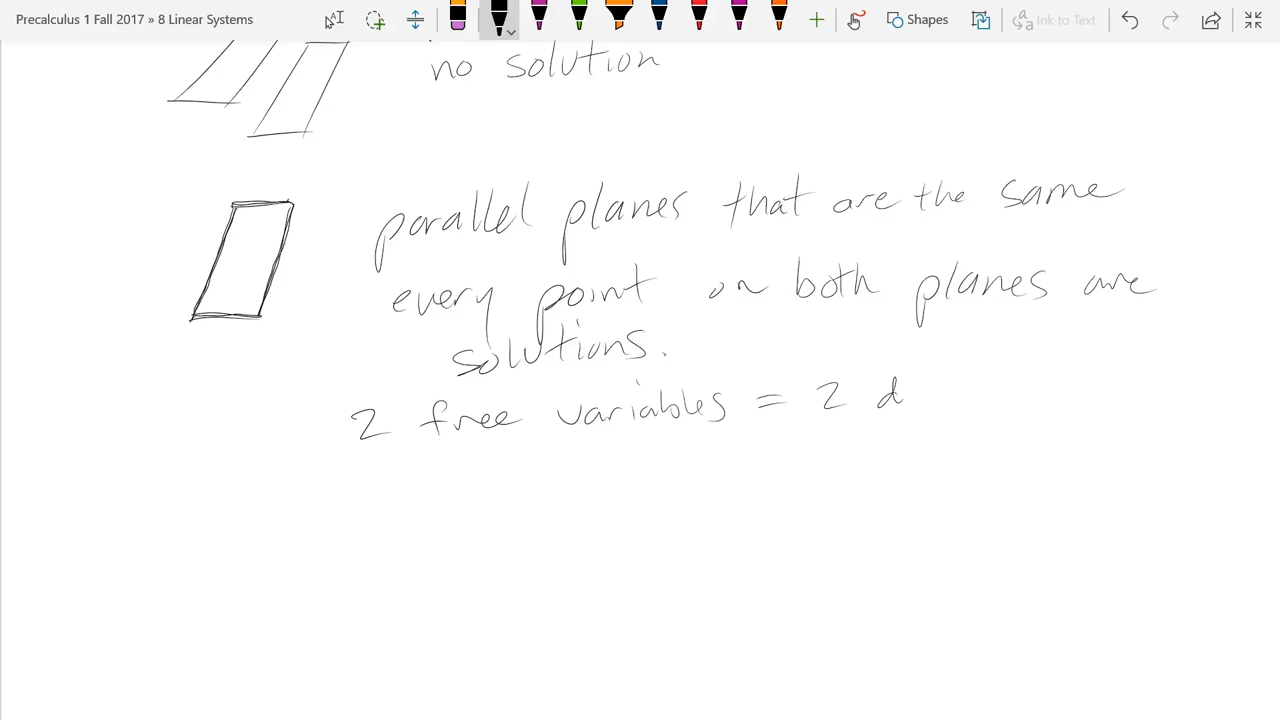 Precalculus 1 Fall 2017 » 8 Linear Systems
Shapes
Ink to Text
no solution
parallel planes that are the same
every point on both planes are
solutions.
2 free variables = 2 d